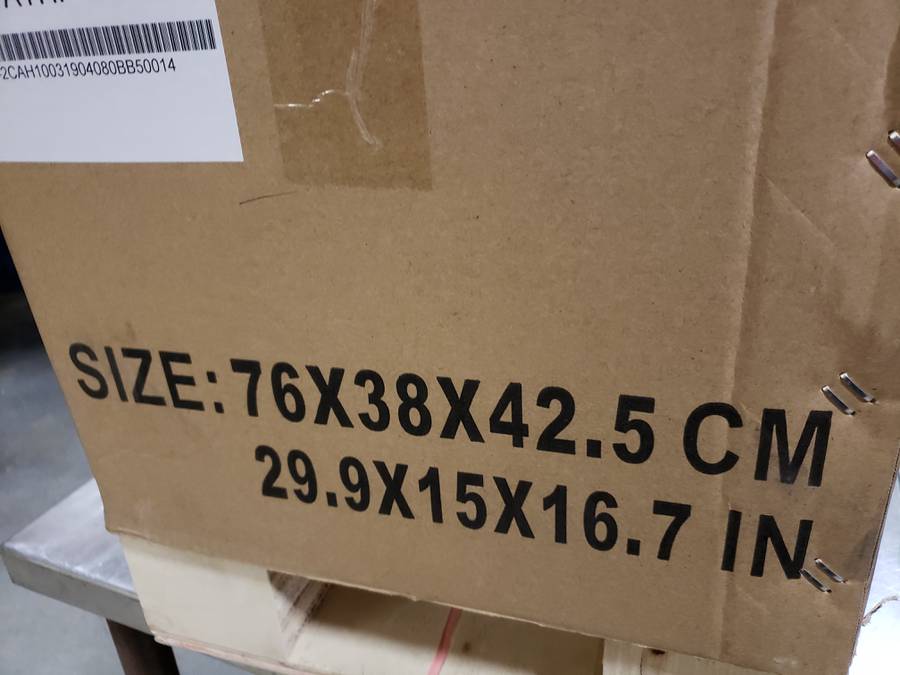 2CAH10031904080BB50014
SIZE: 76X38X42.5 CM
29.9X15X16.7 IN